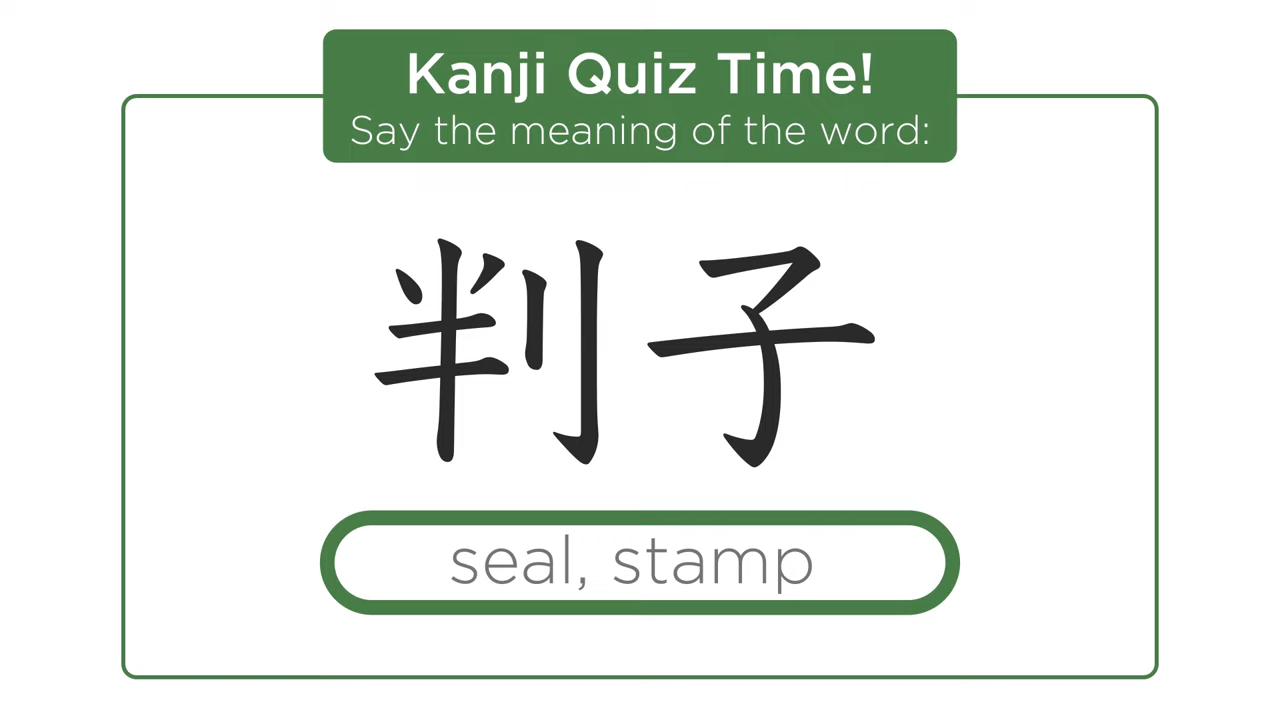 Kanji Quiz Time!
Say the meaning of the word:
判子
seal, stamp